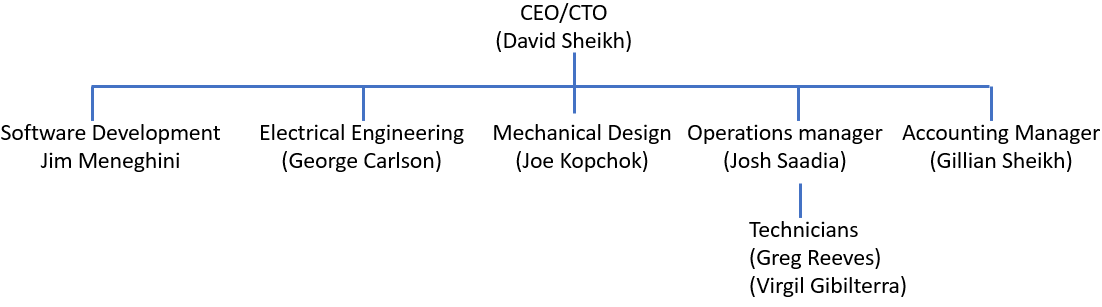 CEO/CTO
(David Sheikh)
Software Development
Jim Meneghini
Electrical Engineering
(George Carlson)
Mechanical Design
(Joe Kopchok)
Operations manager
(Josh Saadia)
Accounting Manager
(Gillian Sheikh)
Technicians
(Greg Reeves)
(Virgil Gibilterra)